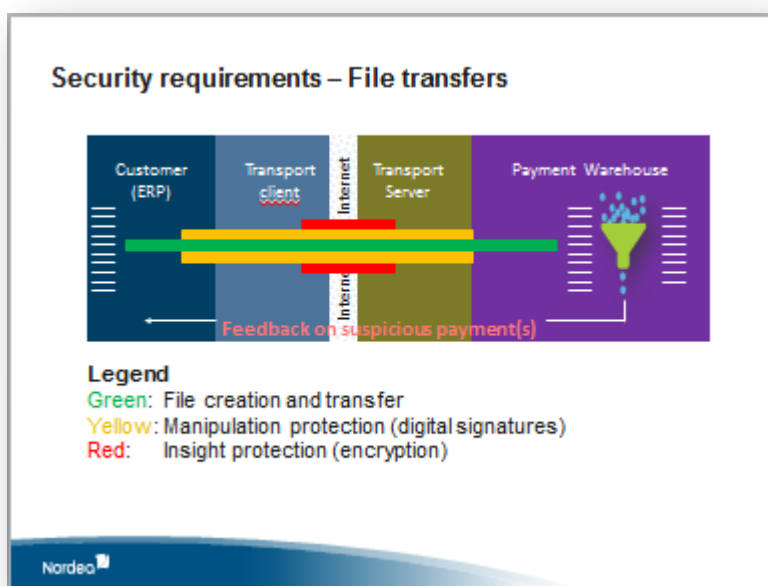 Security requirements – File transfers
Customer
(ERP)
Transport
client
Internet
Transport
Server
Payment Warehouse
Internet
Feedback on suspicious payment(s)
Legend
Green: File creation and transfer
Yellow: Manipulation protection (digital signatures)
Red: Insight protection (encryption)
Nordea